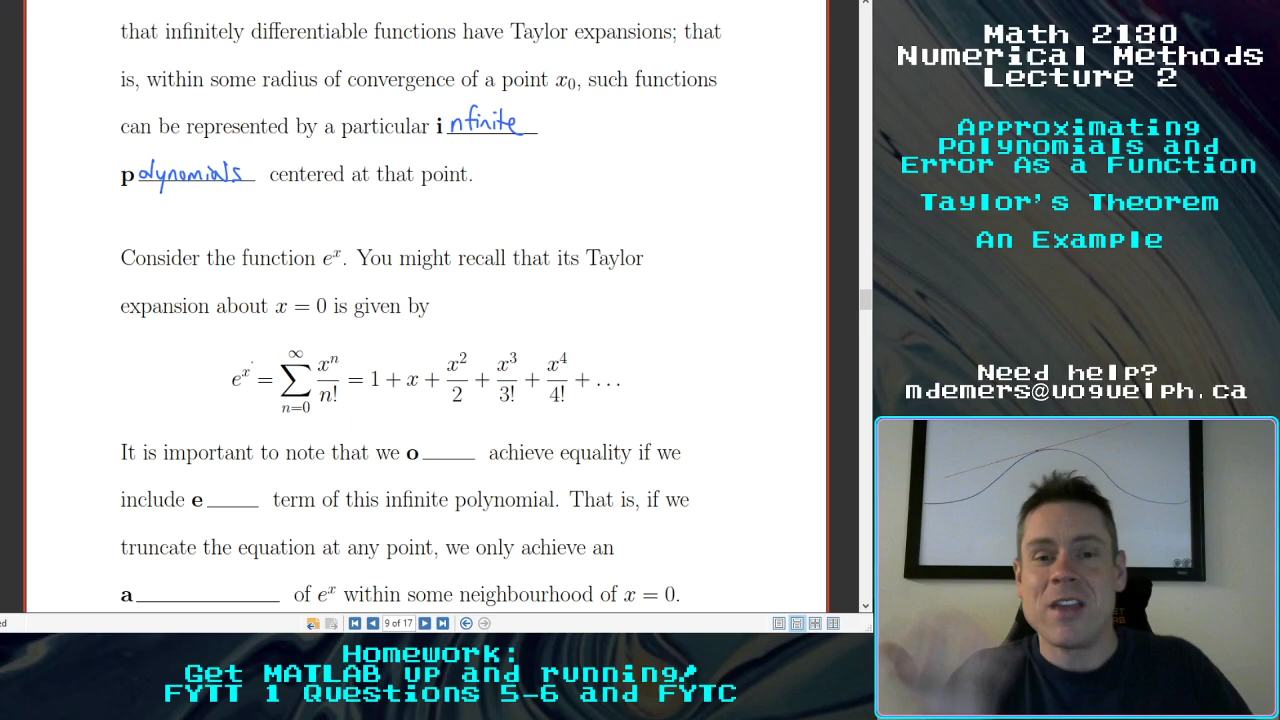 that infinitely differentiable functions have Taylor expansions; that
is, within some radius of convergence of a point x₀, such functions
can be represented by a particular infinite
polynomials centered at that point.
Consider the function eˣ. You might recall that its Taylor
expansion about x = 0 is given by
eˣ = ∑_{n=0}^{∞} xⁿ/n! = 1 + x + x²/2 + x³/3! + x⁴/4! + …
It is important to note that we o____ achieve equality if we
include e____ term of this infinite polynomial. That is, if we
truncate the equation at any point, we only achieve an
a____________ of eˣ within some neighbourhood of x = 0.
9 of 17
Homework:
Get MATLAB up and running!
FYTT 1 Questions 5-6 and FYTC
Math 2130
Numerical Methods
Lecture 2
Approximating
Polynomials and
Error As a Function
Taylor's Theorem
An Example
Need help?
mdemers@uoguelph.ca